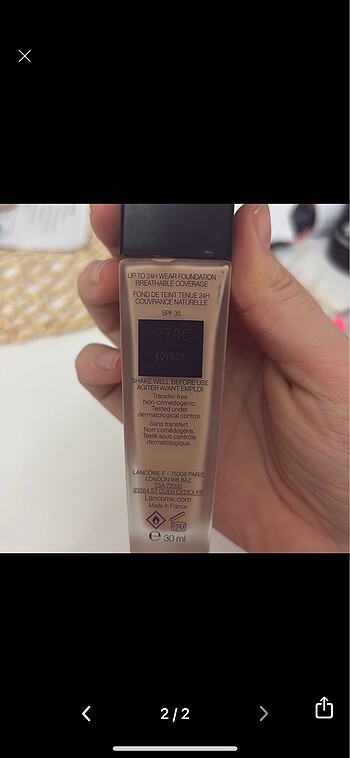 UP TO 24H WEAR FOUNDATION
BREATHABLE COVERAGE
FOND DE TEINT TENUE 24H
COUVRANCE NATURELLE
SPF 35
220C
40Y602
SHAKE WELL BEFORE USE
AGITER AVANT EMPLOI
Transfer-free
Non-comedogenic.
Tested under
dermatological control.
Sans transfert.
Non comédogène.
Testé sous contrôle
dermatologique.
LANCÔME F - 75008 PARIS
LONDON W6 8AZ
TSA 75000
93584 ST OUEN CEDEX FR
Lancome.com
Made in France
e 30 ml
2/2